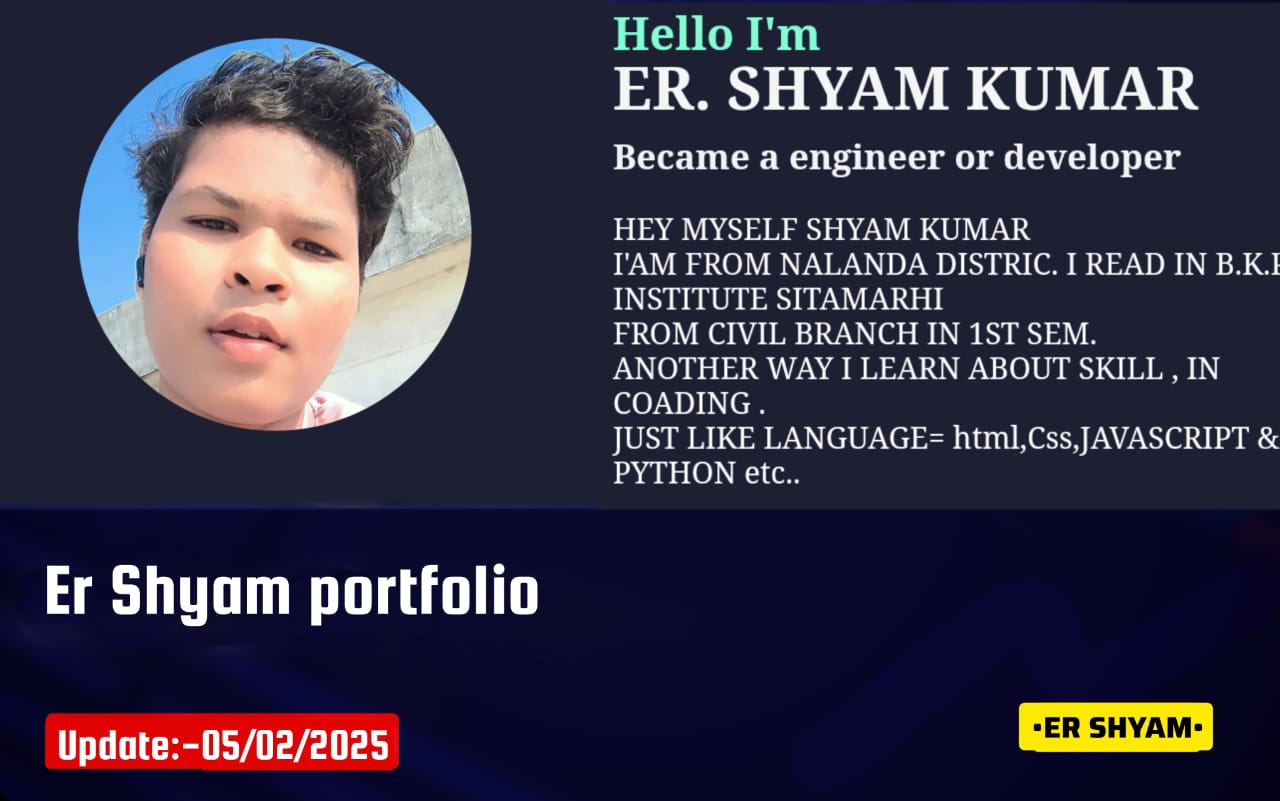 Hello I'm
ER. SHYAM KUMAR
Became a engineer or developer
HEY MYSELF SHYAM KUMAR
I'AM FROM NALANDA DISTRIC. I READ IN
INSTITUTE SITAMARHI
FROM CIVIL BRANCH IN 1ST SEM.
ANOTHER WAY I LEARN ABOUT SKILL , IN
COADING .
JUST LIKE LANGUAGE= html,Css,JAVASCRIPT &
PYTHON etc..
Er Shyam portfolio
Update:-05/02/2025
•ER SHYAM•